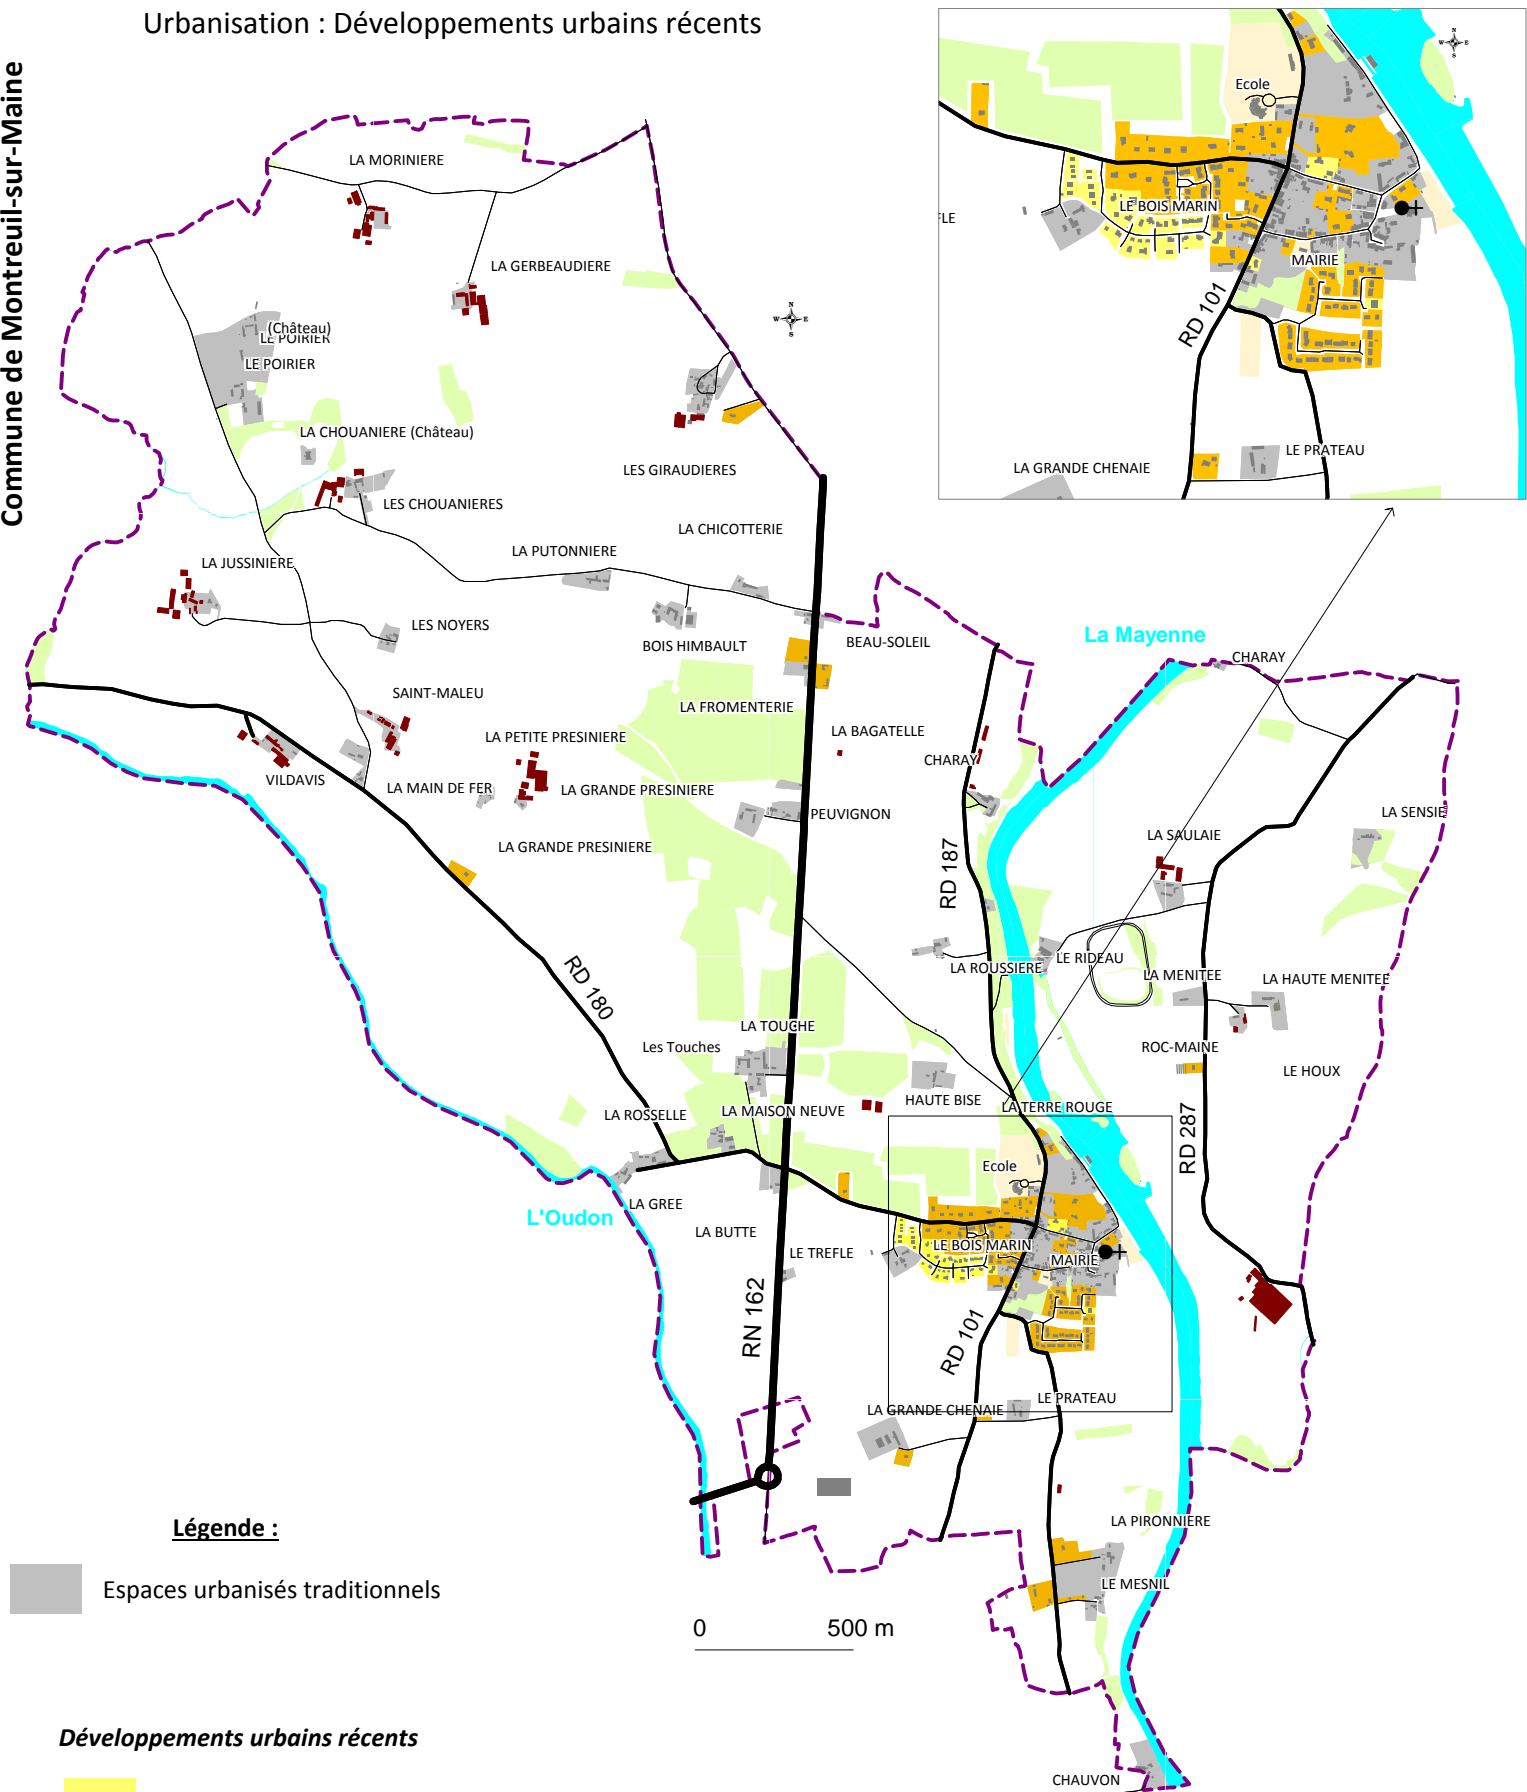 Urbanisation : Développements urbains récents
Commune de Montreuil-sur-Maine
N
W E
S
Ecole
LE BOIS MARIN
FLE
MAIRIE
RD 101
LE PRATEAU
LA GRANDE CHENAIE
LA MORINIERE
LA GERBEAUDIERE
(Château)
LE POIRIER
LE POIRIER
N
W E
S
LA CHOUANIERE (Château)
LES GIRAUDIERES
LES CHOUANIERES
LA CHICOTTERIE
LA PUTONNIERE
LA JUSSINIERE
LES NOYERS
BOIS HIMBAULT
BEAU-SOLEIL
La Mayenne
CHARAY
SAINT-MALEU
LA FROMENTERIE
LA BAGATELLE
LA PETITE PRESINIERE
CHARAY
VILDAVIS
LA MAIN DE FER
LA GRANDE PRESINIERE
PEUVIGNON
LA SENSIE
LA SAULAIE
LA GRANDE PRESINIERE
RD 187
RD 180
LA ROUSSIERE
LE RIDEAU
LA MENITEE
LA HAUTE MENITEE
LA TOUCHE
Les Touches
ROC-MAINE
LE HOUX
HAUTE BISE
LA TERRE ROUGE
LA ROSSELLE
LA MAISON NEUVE
RD 287
Ecole
LA GREE
L'Oudon
LA BUTTE
LE TREFLE
LE BOIS MARIN
MAIRIE
RN 162
RD 101
LE PRATEAU
LA GRANDE CHENAIE
LA PIRONNIERE
LE MESNIL
Légende :
Espaces urbanisés traditionnels
0 500 m
Développements urbains récents
CHAUVON